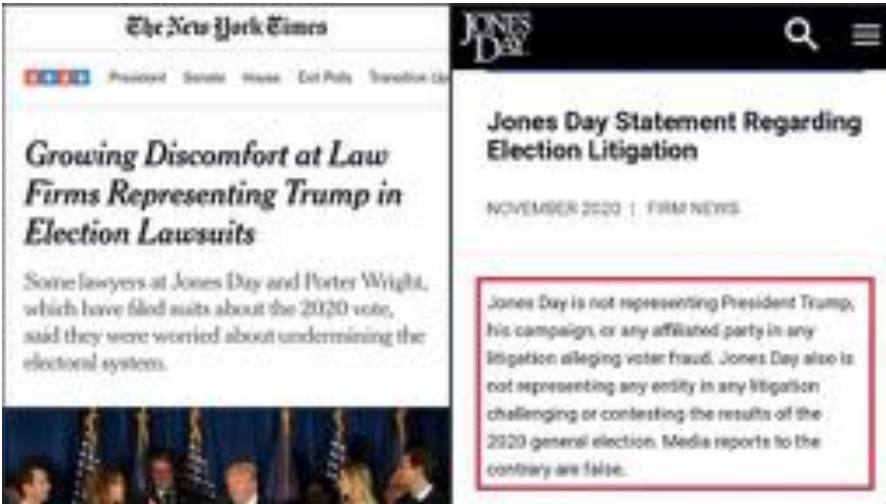 The New York Times
President Senate House Exit Polls Transition
Growing Discomfort at Law
Firms Representing Trump in
Election Lawsuits
Some lawyers at Jones Day and Porter Wright,
which have filed suits about the 2020 vote,
said they were worried about undermining the
electoral system.
JONES
DAY
Jones Day Statement Regarding
Election Litigation
NOVEMBER 2020 | FIRM NEWS
Jones Day is not representing President Trump,
his campaign, or any affiliated party in any
litigation alleging voter fraud. Jones Day also is
not representing any entity in any litigation
challenging or contesting the results of the
2020 general election. Media reports to the
contrary are false.